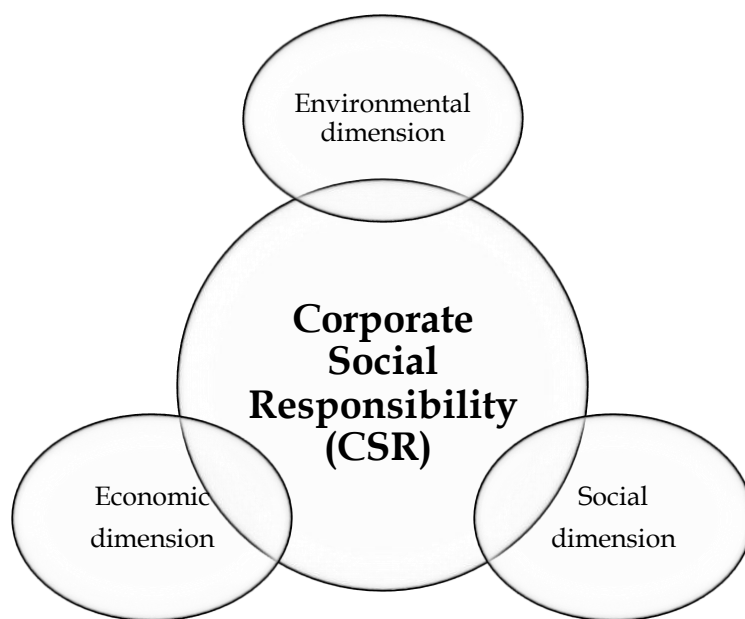 Environmental
dimension
Corporate
Social
Responsibility
(CSR)
Economic
dimension
Social
dimension